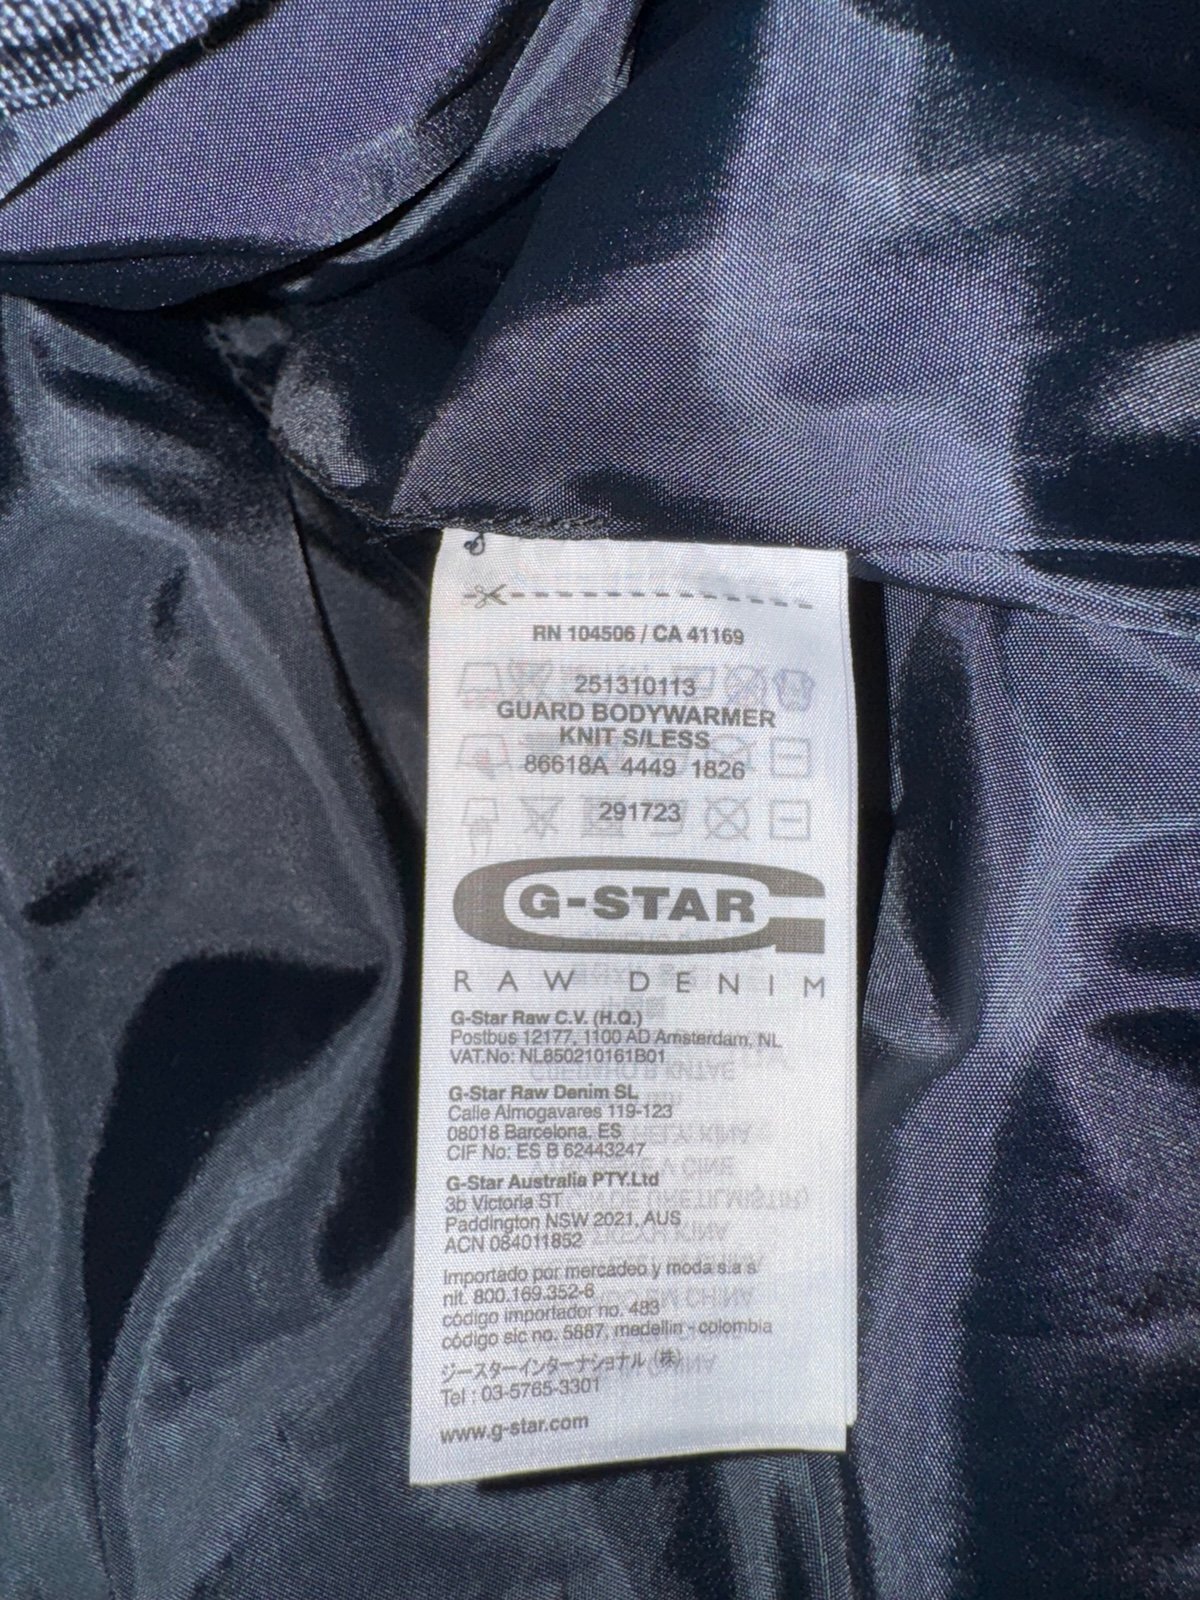 RN 104506 / CA 41169
251310113
GUARD BODYWARMER
KNIT S/LESS
86618A 4449 1826
291723
G-STAR
RAW DENIM
G-Star Raw C.V. (H.Q.)
Postbus 12177, 1100 AD Amsterdam, NL
VAT.No: NL850210161B01
G-Star Raw Denim SL
Calle Almogavares 119-123
08018 Barcelona, ES
CIF No: ES B 62443247
G-Star Australia PTY.Ltd
3b Victoria ST
Paddington NSW 2021, AUS
ACN 084011852
Importado por mercadeo y moda s.a s
nit. 800.169.352-6
código importador no. 483
código sic no. 5887, medellin - colombia
ジースターインターナショナル (株)
Tel : 03-5765-3301
www.g-star.com